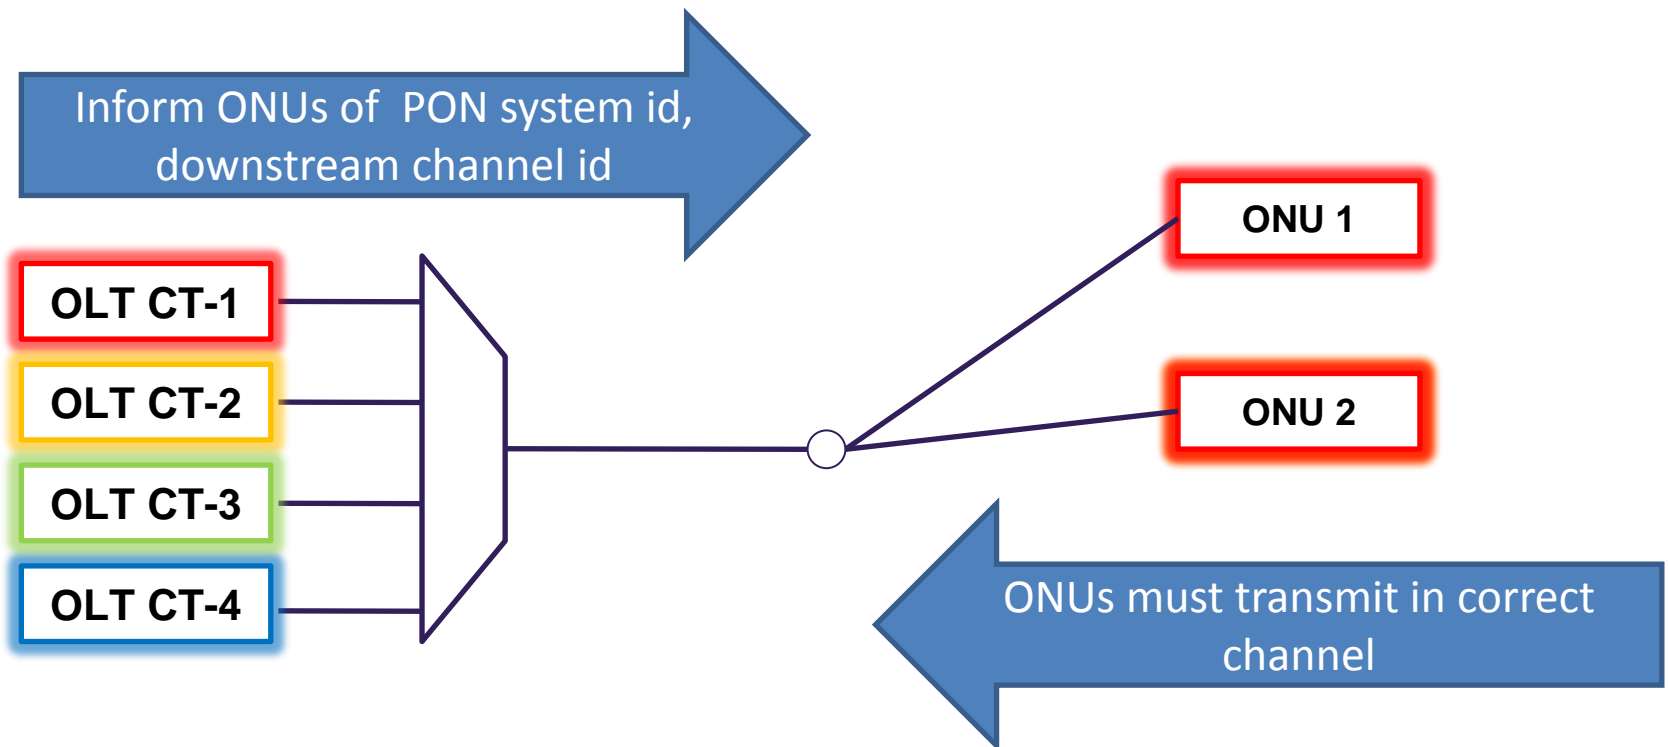 Inform ONUs of PON system id,
downstream channel id
ONU 1
OLT CT-1
OLT CT-2
ONU 2
OLT CT-3
OLT CT-4
ONUs must transmit in correct
channel